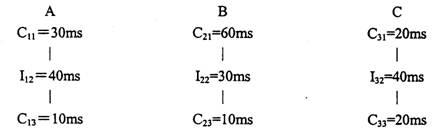 A B C
C₁₁=30ms C₂₁=60ms C₃₁=20ms
I₁₂=40ms I₂₂=30ms I₃₂=40ms
C₁₃=10ms C₂₃=10ms C₃₃=20ms